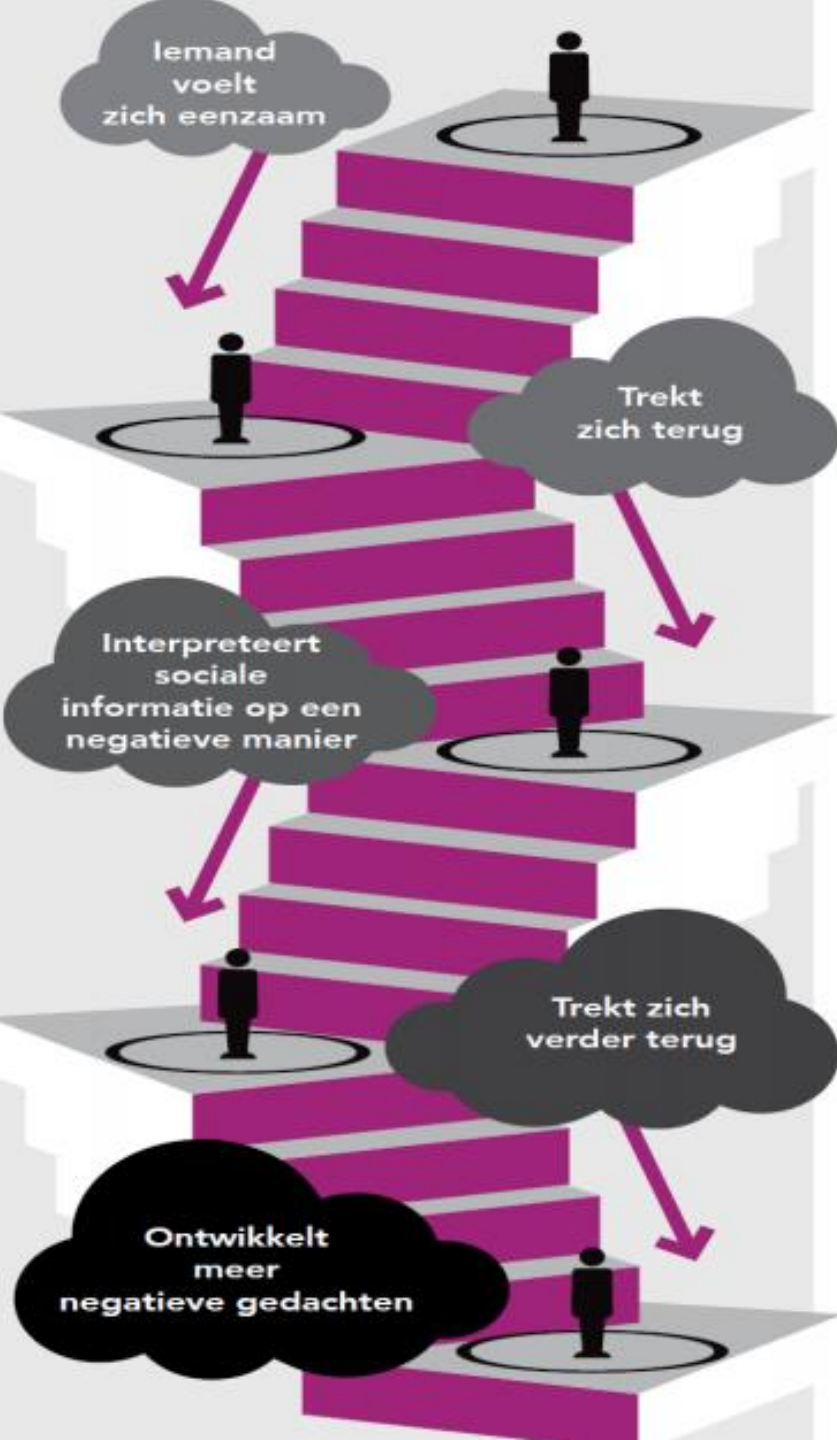 Iemand
voelt
zich eenzaam
Trekt
zich terug
Interpreteert
sociale
informatie op een
negatieve manier
Trekt zich
verder terug
Ontwikkelt
meer
negatieve gedachten